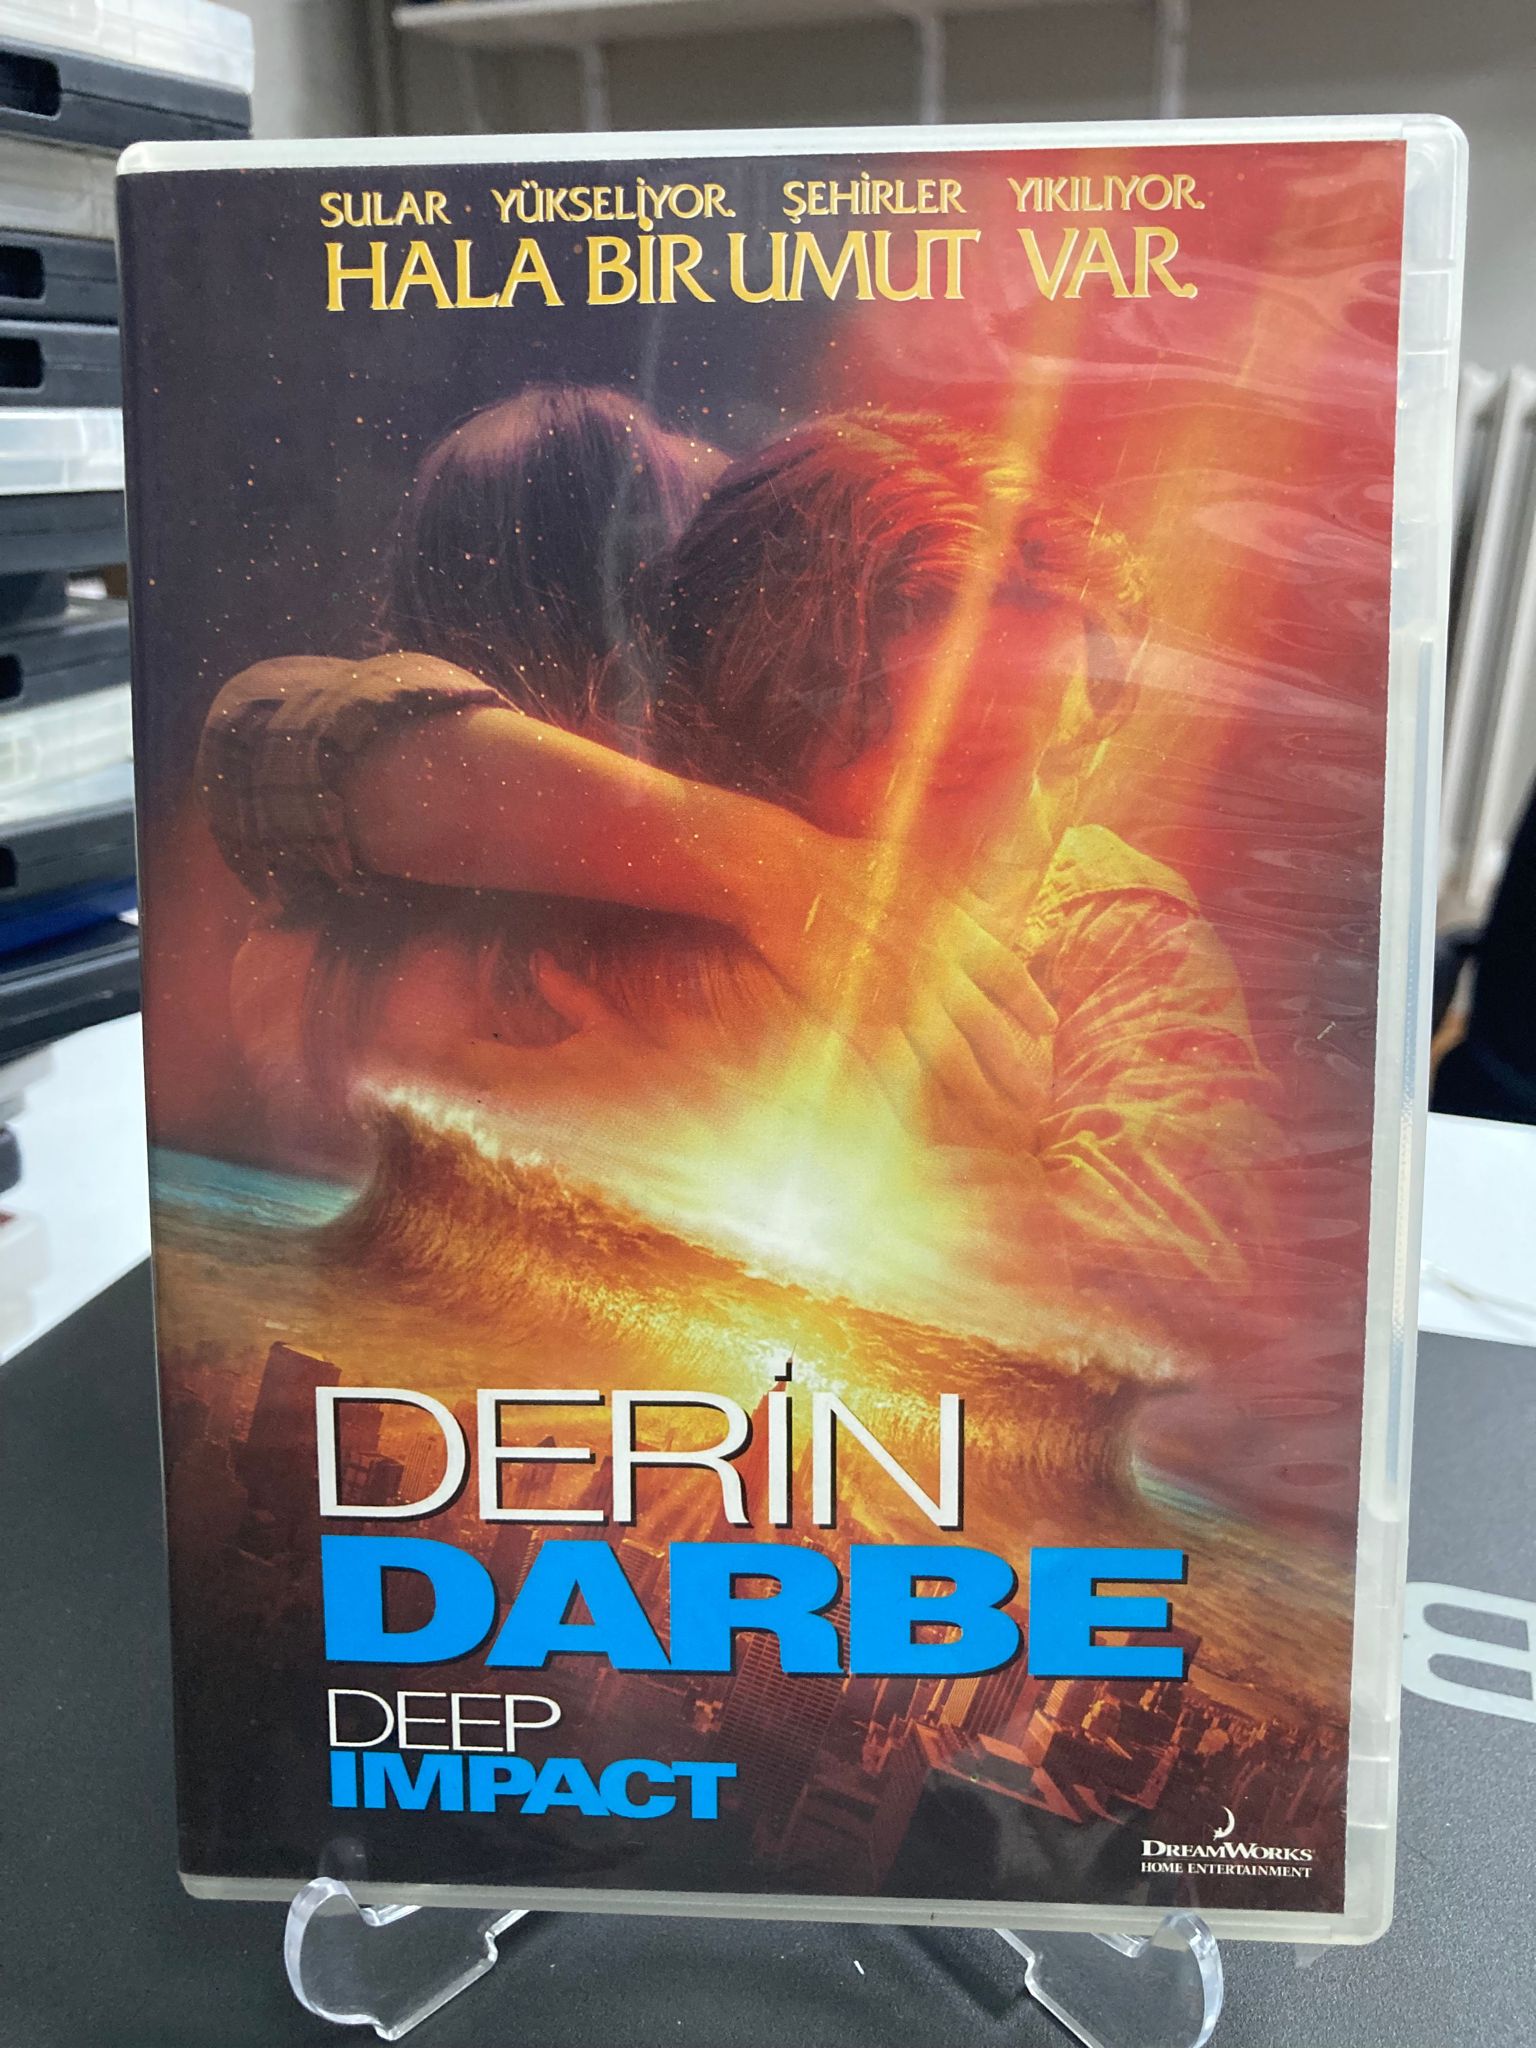 SULAR YÜKSELİYOR. ŞEHİRLER YIKILIYOR.
HALA BİR UMUT VAR.
DERİN
DARBE
DEEP
IMPACT
DREAMWORKS
HOME ENTERTAINMENT